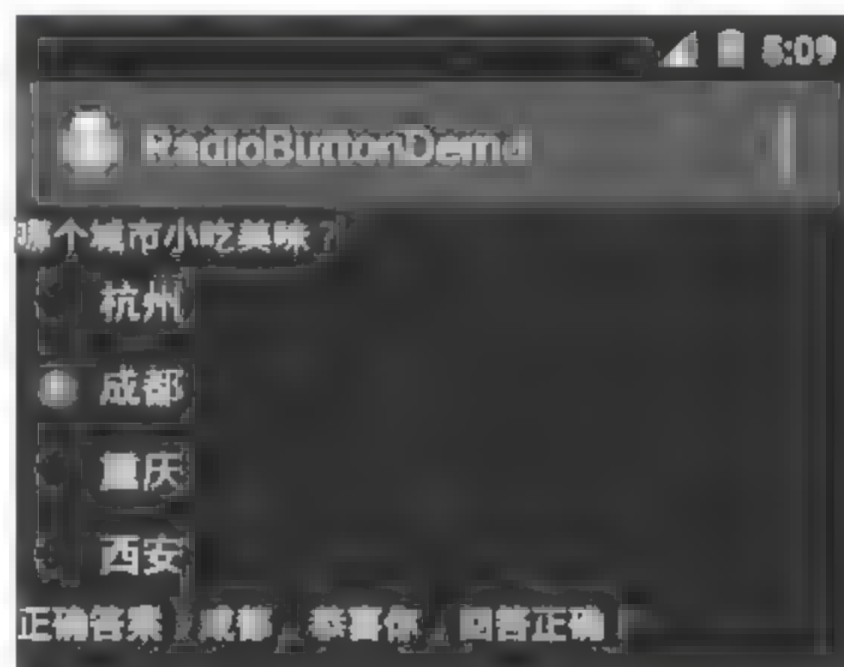 5:09
RadioButtonDemo
哪个城市小吃美味?
杭州
成都
重庆
西安
正确答案 成都 恭喜你 回答正确